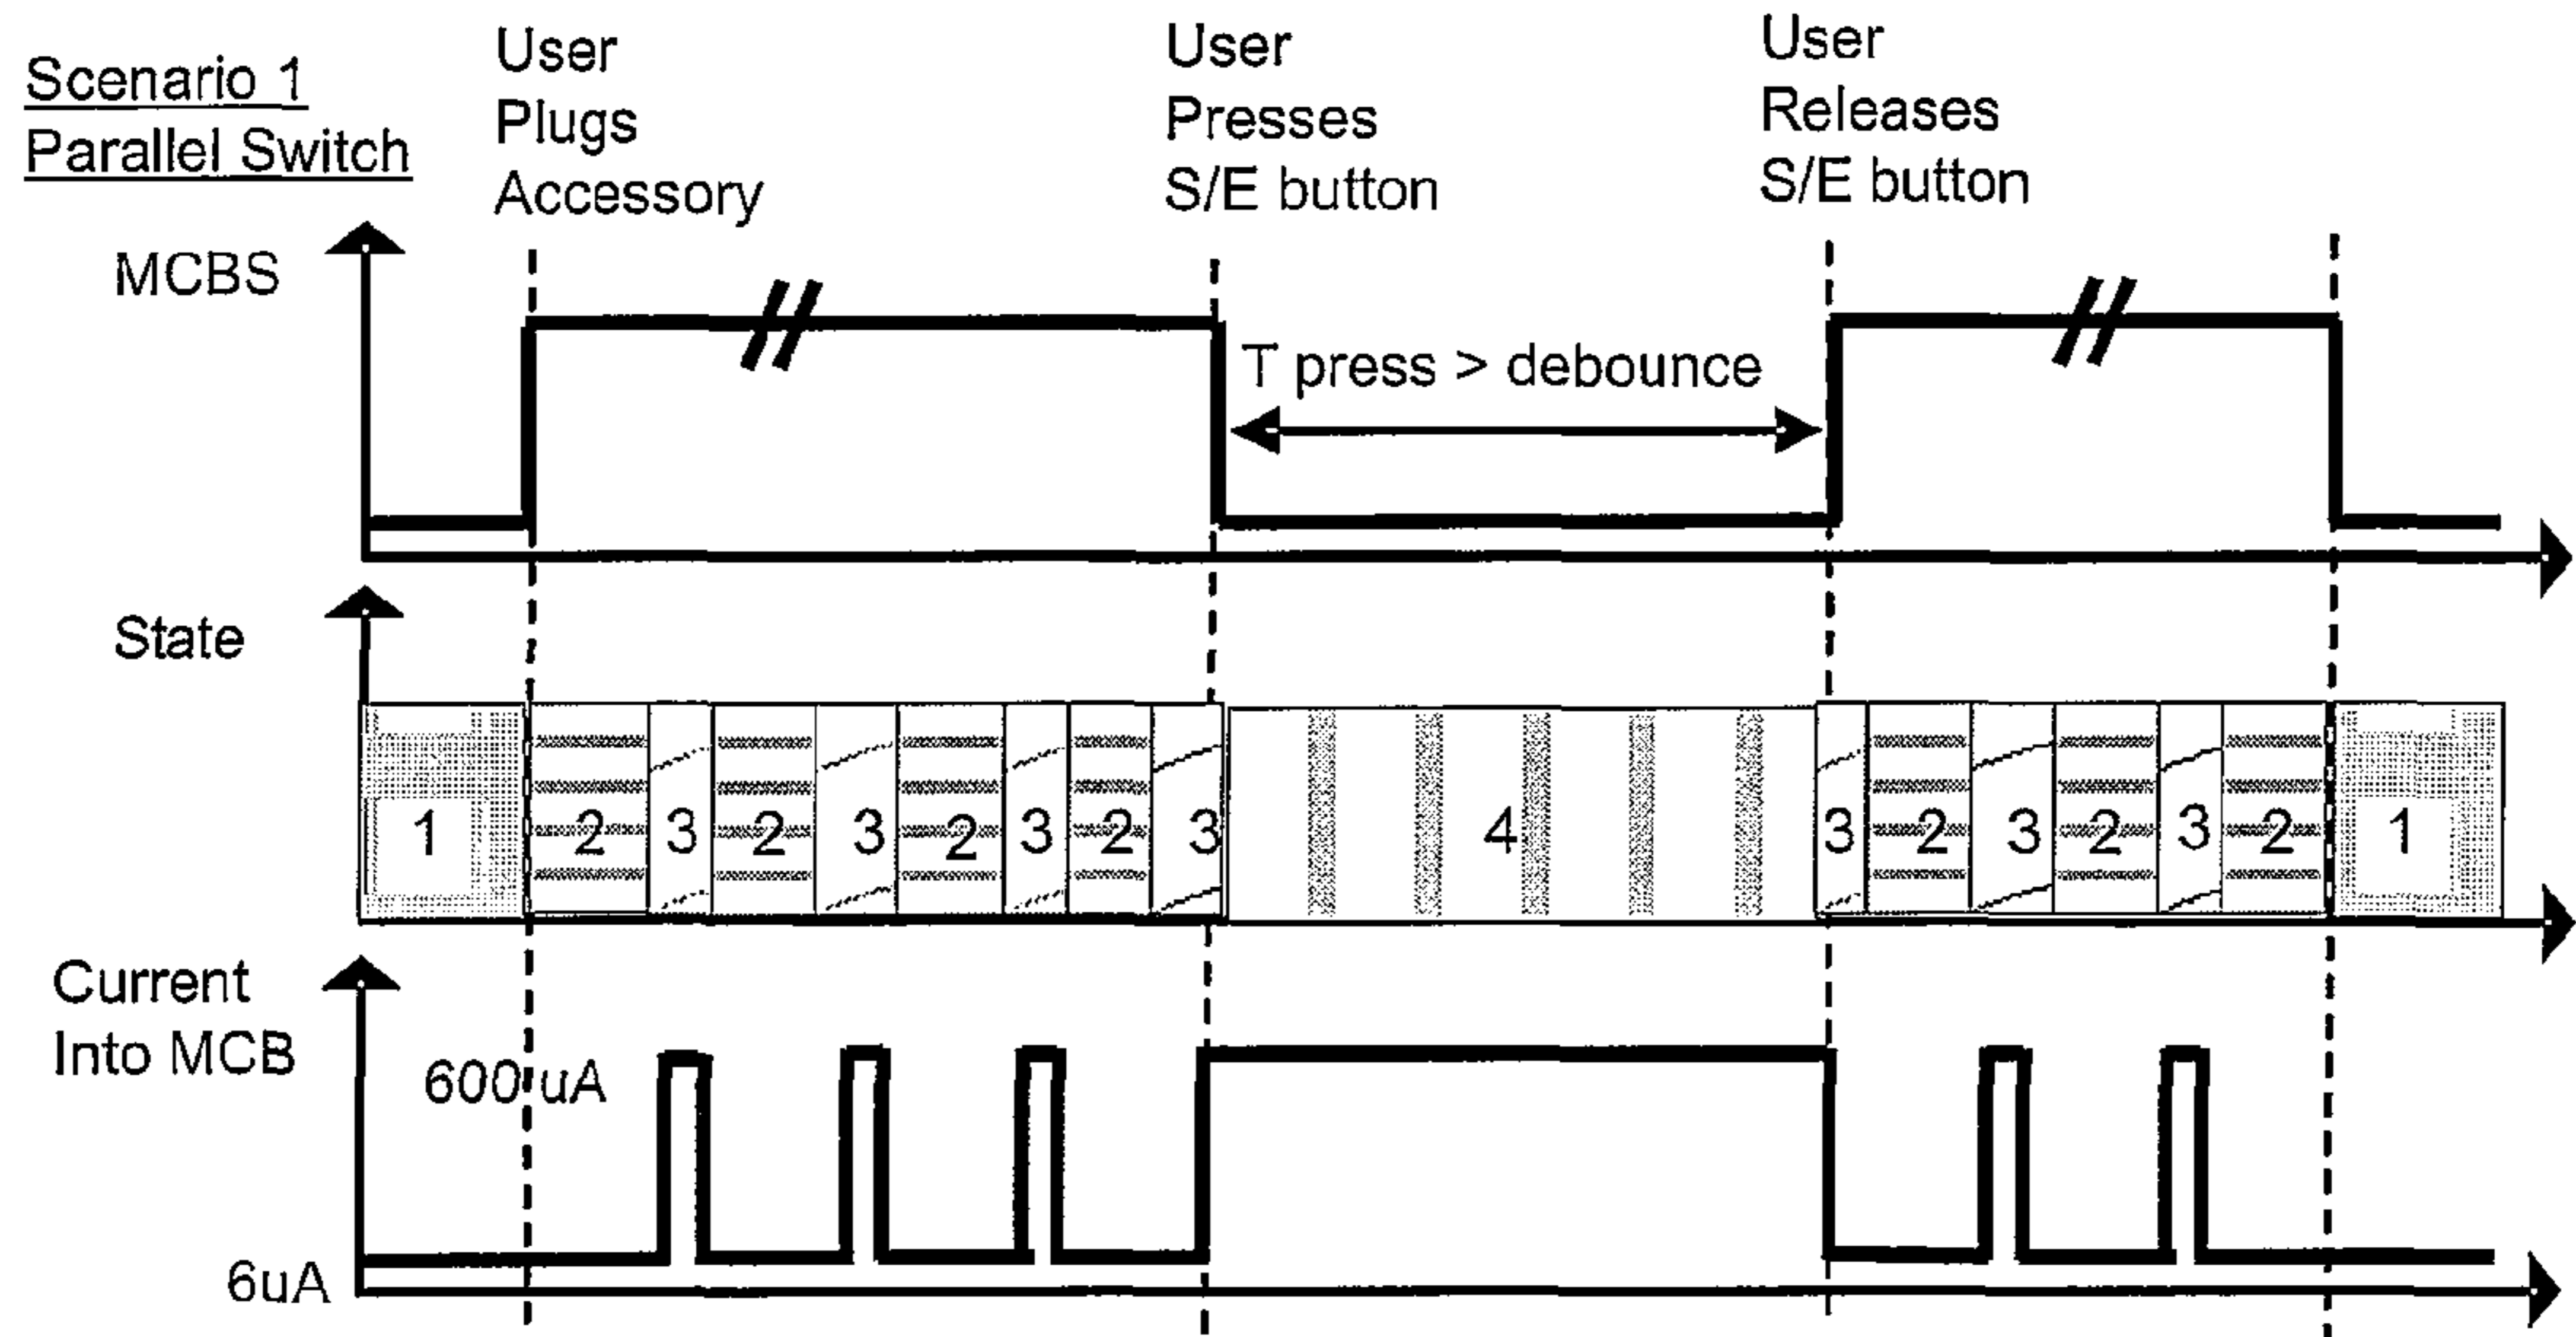 Scenario 1
Parallel Switch
User
Plugs
Accessory
User
Presses
S/E button
User
Releases
S/E button
MCBS
T press > debounce
State
1 2 3 2 3 2 3 2 3 4 3 2 3 2 3 2 1
Current
Into MCB
600 uA
6uA